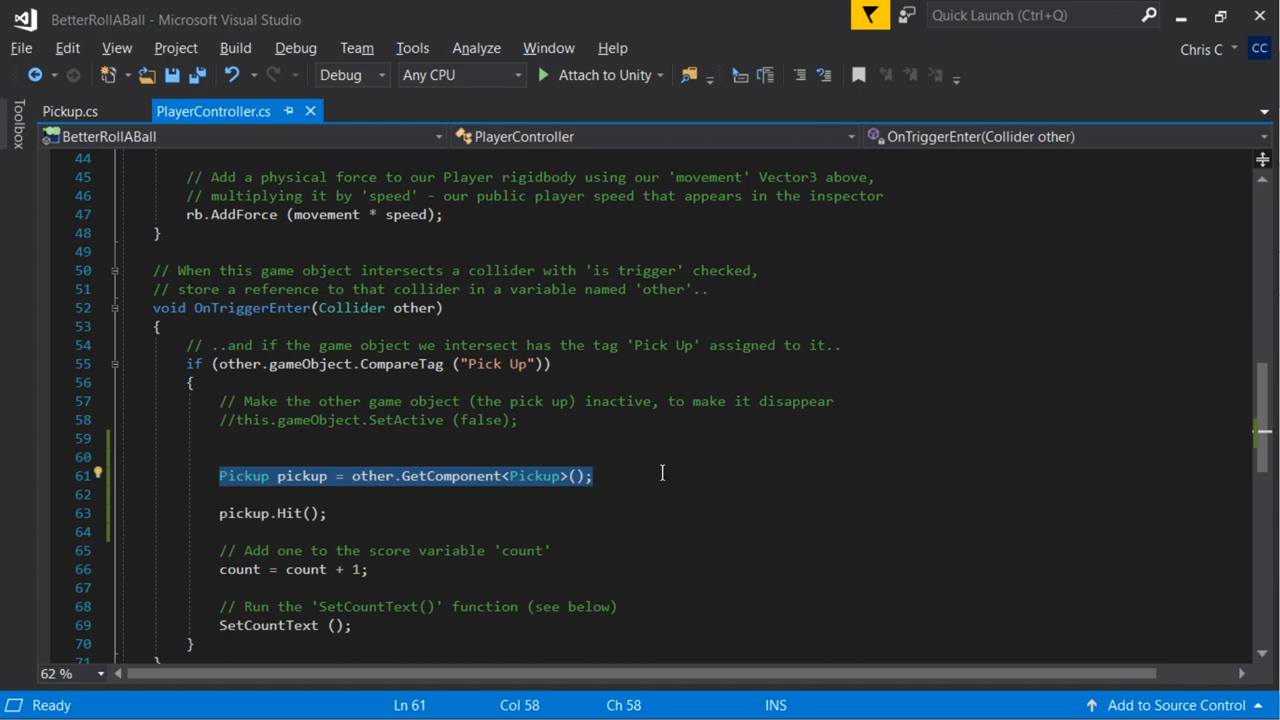 BetterRollABall - Microsoft Visual Studio
Quick Launch (Ctrl+Q)
File Edit View Project Build Debug Team Tools Analyze Window Help
Chris C CC
Debug Any CPU Attach to Unity
Toolbox
Pickup.cs PlayerController.cs
BetterRollABall PlayerController OnTriggerEnter(Collider other)
44
45 // Add a physical force to our Player rigidbody using our 'movement' Vector3 above,
46 // multiplying it by 'speed' - our public player speed that appears in the inspector
47 rb.AddForce (movement * speed);
48 }
49
50 // When this game object intersects a collider with 'is trigger' checked,
51 // store a reference to that collider in a variable named 'other'..
52 void OnTriggerEnter(Collider other)
53 {
54 // ..and if the game object we intersect has the tag 'Pick Up' assigned to it..
55 if (other.gameObject.CompareTag ("Pick Up"))
56 {
57 // Make the other game object (the pick up) inactive, to make it disappear
58 //this.gameObject.SetActive (false);
59
60
61 Pickup pickup = other.GetComponent<Pickup>();
62
63 pickup.Hit();
64
65 // Add one to the score variable 'count'
66 count = count + 1;
67
68 // Run the 'SetCountText()' function (see below)
69 SetCountText ();
70 }
71 }
62 %
Ready Ln 61 Col 58 Ch 58 INS Add to Source Control